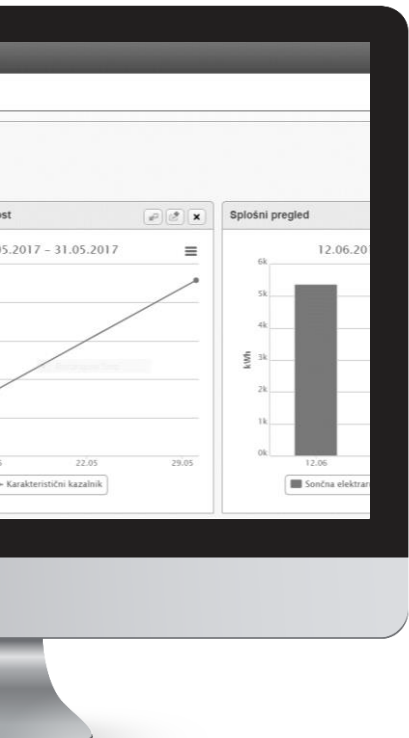 ost
05.2017 - 31.05.2017
22.05
29.05
Karakteristični kazalnik
Splošni pregled
12.06.20
6k
5k
4k
3k
2k
1k
0k
kWh
12.06
Sončna elektrar